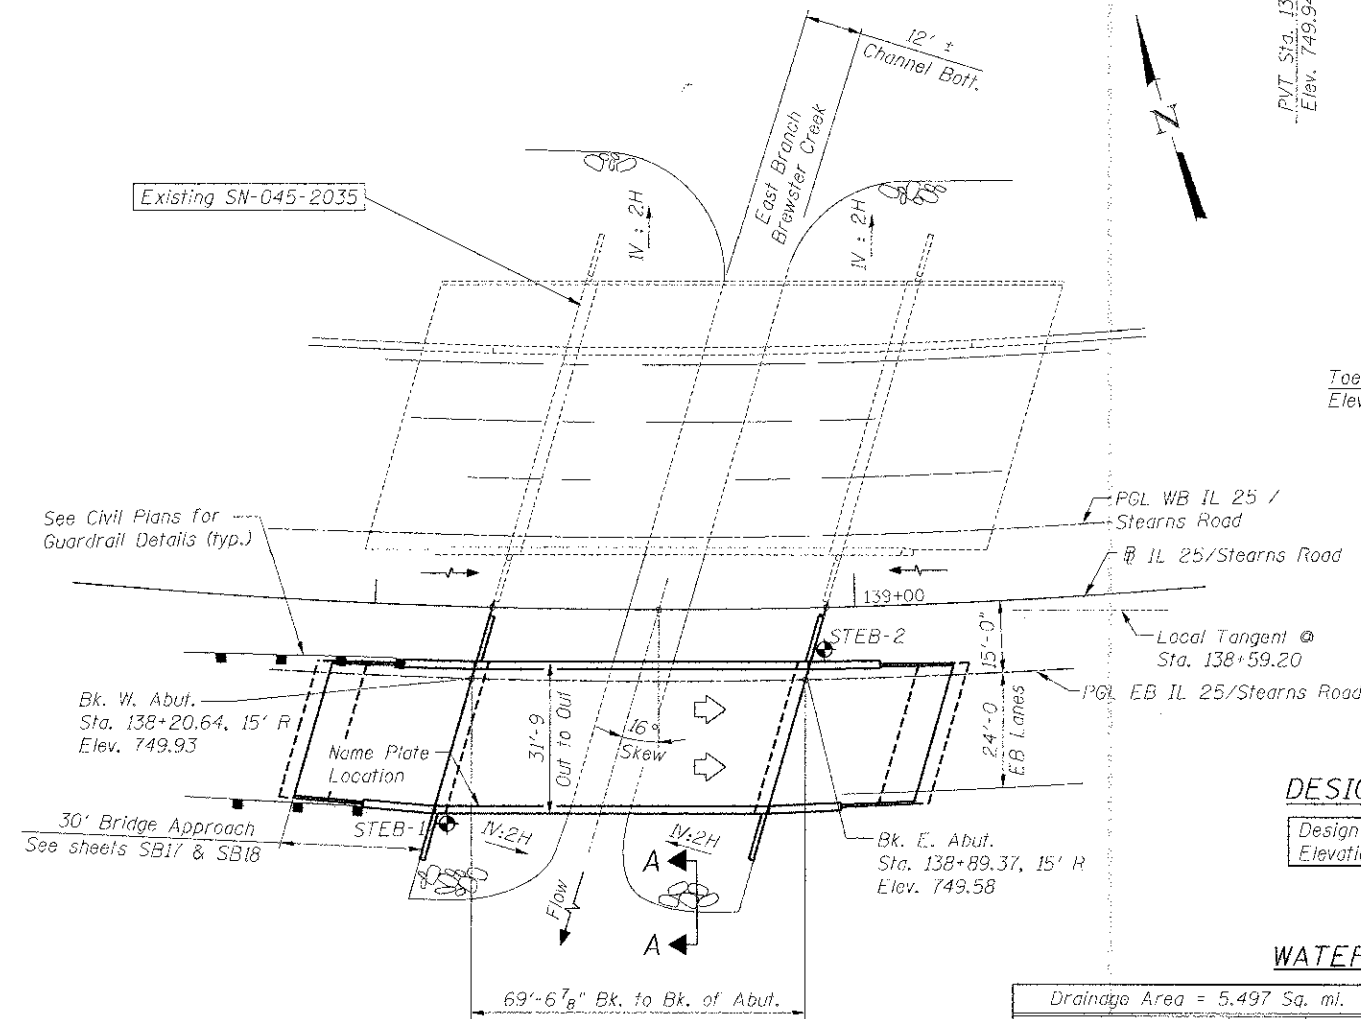 12' ±
Channel Bott.
PVT Sta. 13
Elev. 749.94
N
East Branch
Brewster Creek
Existing SN-045-2035
1V : 2H
1V : 2H
Toe
Elev
PGL WB IL 25 /
Stearns Road
See Civil Plans for
Guardrail Details (typ.)
B IL 25/Stearns Road
139+00
15'-0"
STEB-2
Local Tangent @
Sta. 138+59.20
PGL EB IL 25/Stearns Road
Bk. W. Abut.
Sta. 138+20.64, 15' R
Elev. 749.93
31'-9
Out to Out
16°
Skew
24'-0
EB Lanes
Name Plate
Location
DESIG
Design
Elevatio
30' Bridge Approach
See sheets SB17 & SB18
STEB-1
1V:2H
1V:2H
Bk. E. Abut.
Sta. 138+89.37, 15' R
Elev. 749.58
A
Flow
A
WATER
69'-6 7/8" Bk. to Bk. of Abut.
Drainage Area = 5.497 Sq. mi.